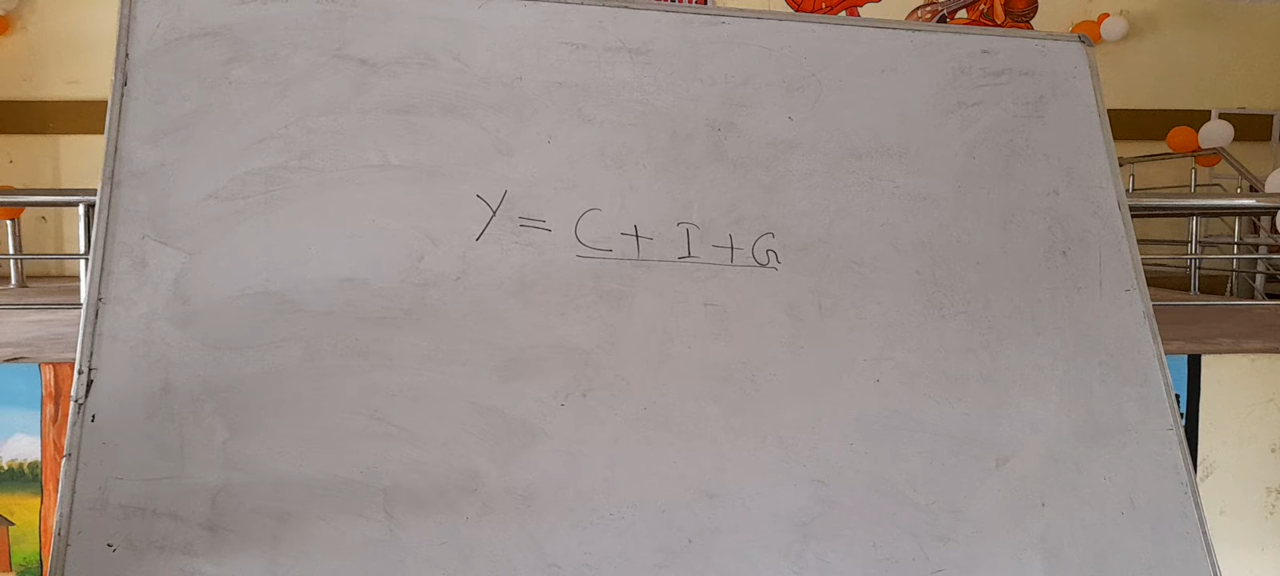 Y = C + I + G